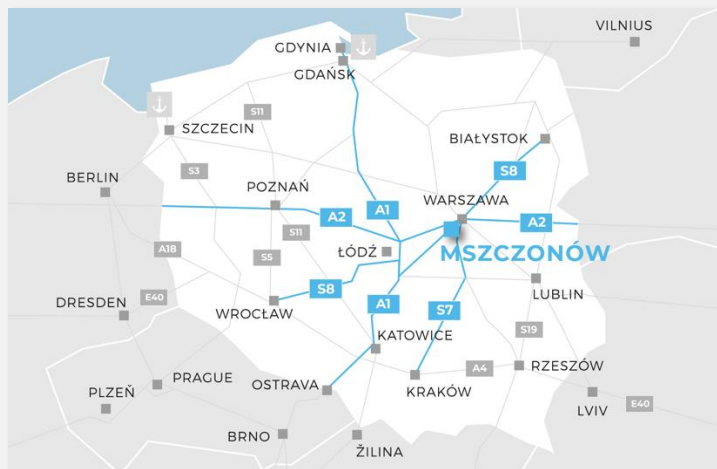 VILNIUS
GDYNIA
GDAŃSK
S11
SZCZECIN
BIAŁYSTOK
S3
S8
BERLIN
POZNAŃ
WARSZAWA
A1
A2
A2
S11
ŁÓDŹ
MSZCZONÓW
A18
S5
S8
LUBLIN
E40
DRESDEN
WROCŁAW
A1
S7
S19
KATOWICE
RZESZÓW
A4
PRAGUE
OSTRAVA
KRAKÓW
PLZEŇ
LVIV
E40
BRNO
ŽILINA